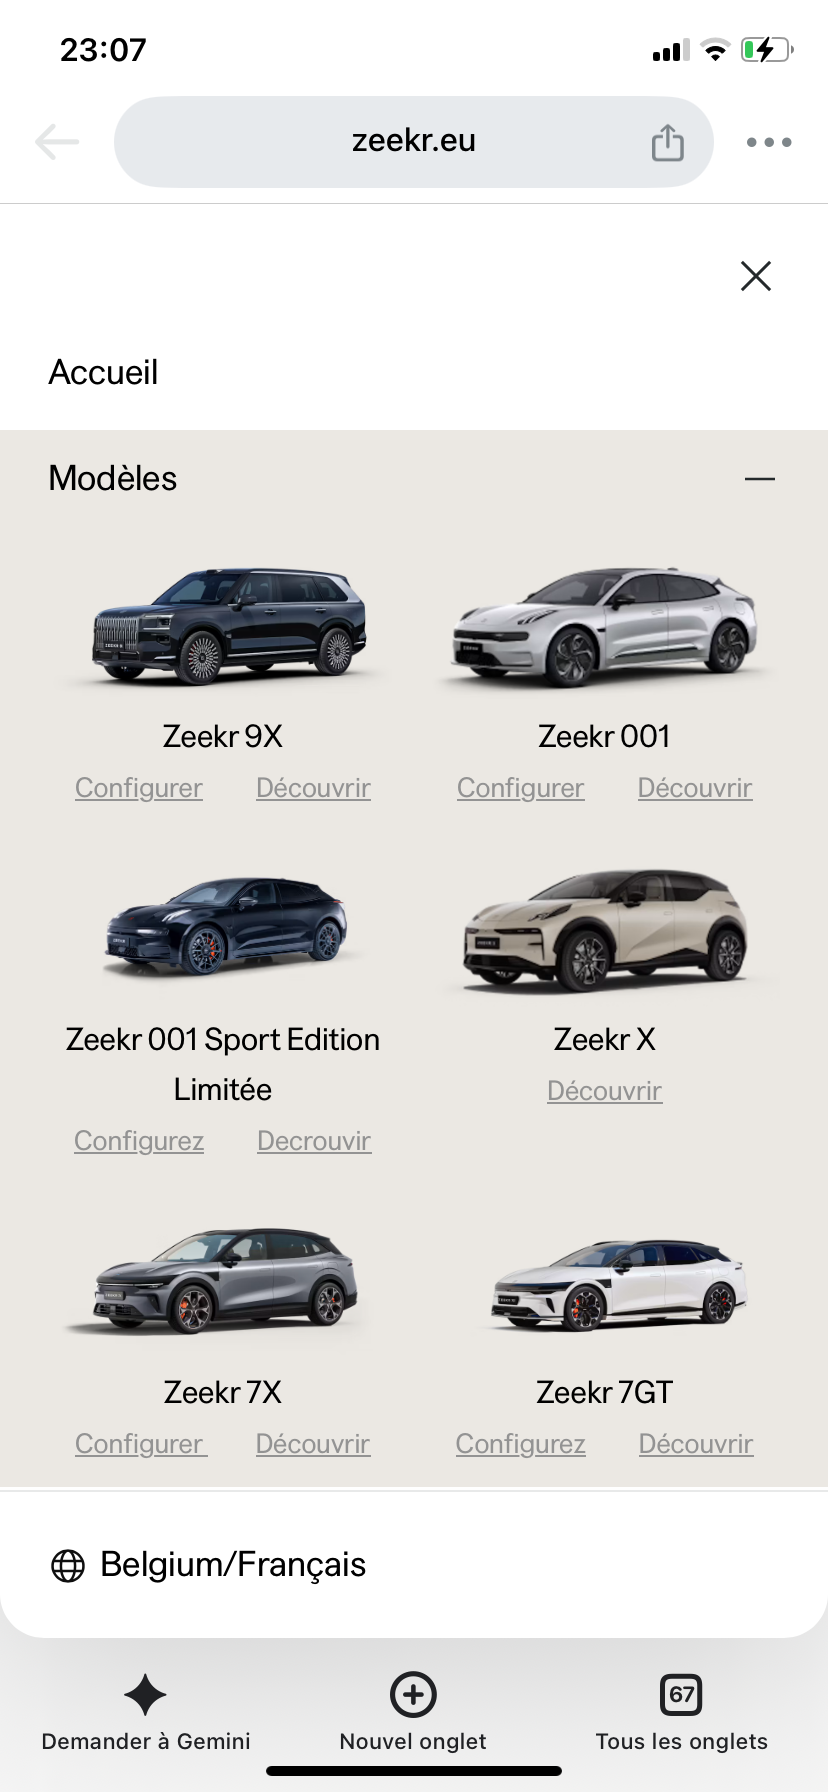 23:07
zeekr.eu
Accueil
Modèles
Zeekr 9X
Zeekr 001
Configurer Découvrir
Configurer Découvrir
Zeekr 001 Sport Edition
Limitée
Zeekr X
Configurez Decrouvir
Découvrir
Zeekr 7X
Zeekr 7GT
Configurer Découvrir
Configurez Découvrir
Belgium/Français
67
Demander à Gemini
Nouvel onglet
Tous les onglets